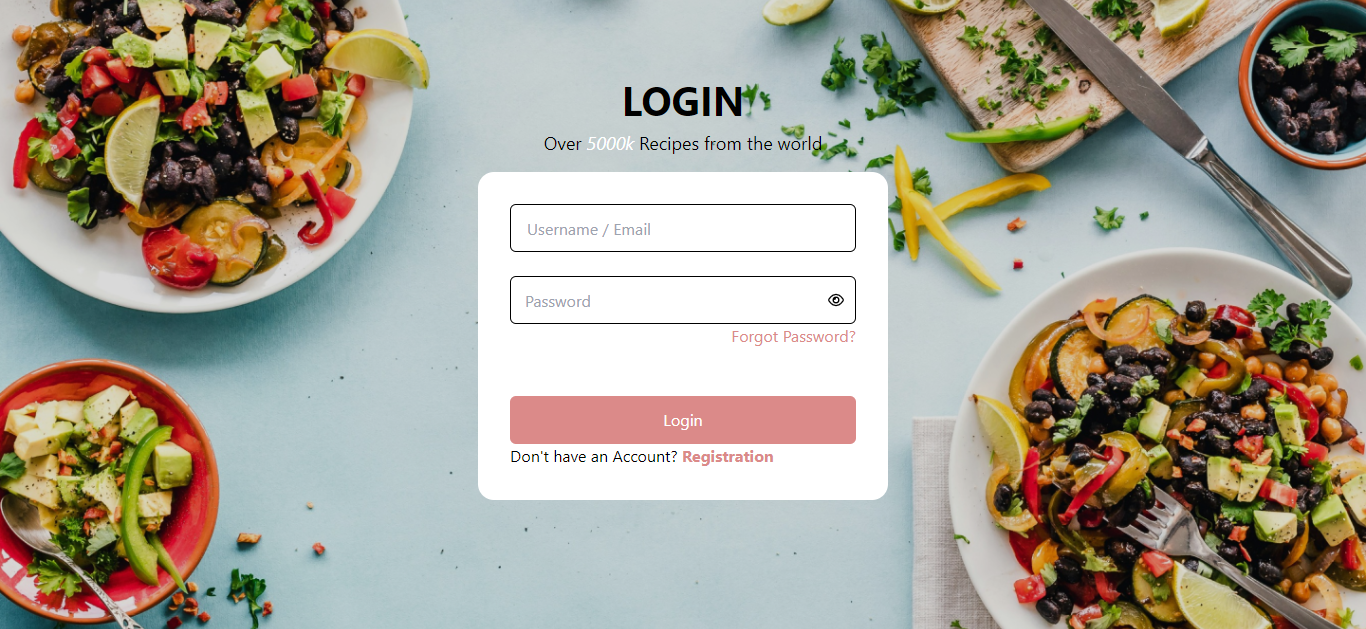 LOGIN
Over 5000k Recipes from the world
Username / Email
Password
Forgot Password?
Login
Don't have an Account? Registration